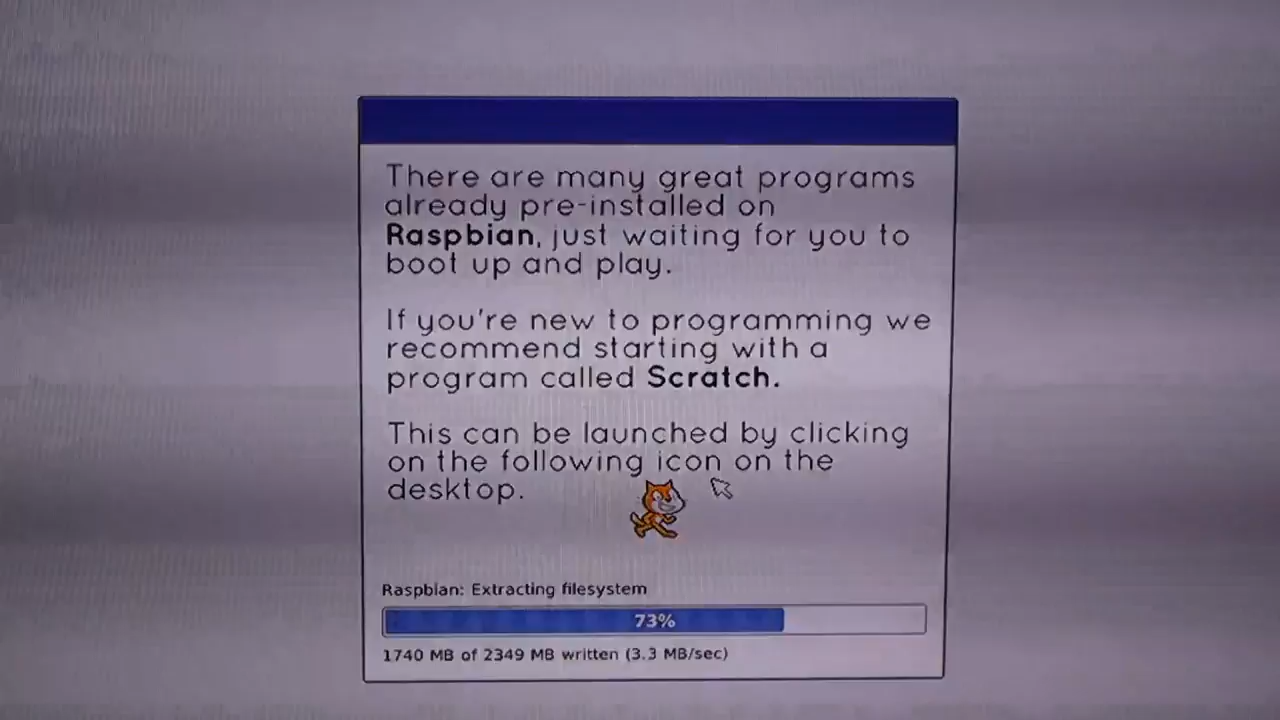 There are many great programs
already pre-installed on
Raspbian, just waiting for you to
boot up and play.
If you're new to programming we
recommend starting with a
program called Scratch.
This can be launched by clicking
on the following icon on the
desktop.
Raspbian: Extracting filesystem
73%
1740 MB of 2349 MB written (3.3 MB/sec)